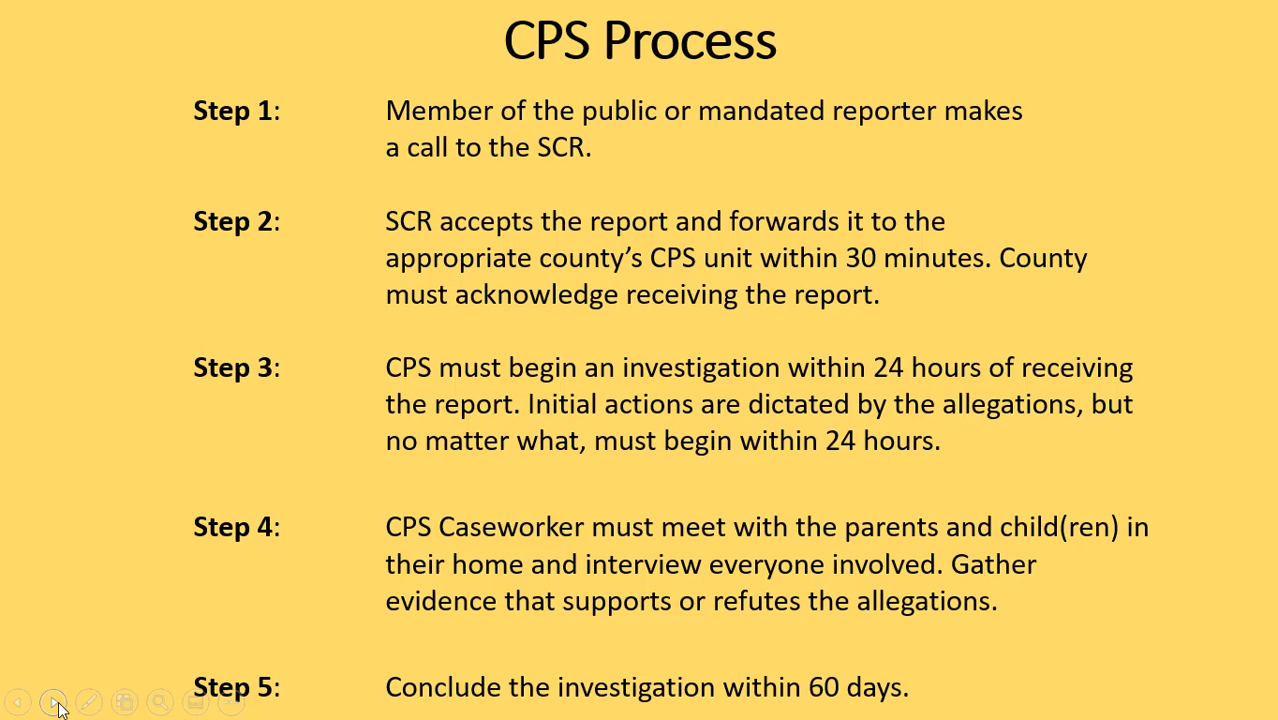 CPS Process
Step 1: Member of the public or mandated reporter makes
a call to the SCR.
Step 2: SCR accepts the report and forwards it to the
appropriate county’s CPS unit within 30 minutes. County
must acknowledge receiving the report.
Step 3: CPS must begin an investigation within 24 hours of receiving
the report. Initial actions are dictated by the allegations, but
no matter what, must begin within 24 hours.
Step 4: CPS Caseworker must meet with the parents and child(ren) in
their home and interview everyone involved. Gather
evidence that supports or refutes the allegations.
Step 5: Conclude the investigation within 60 days.